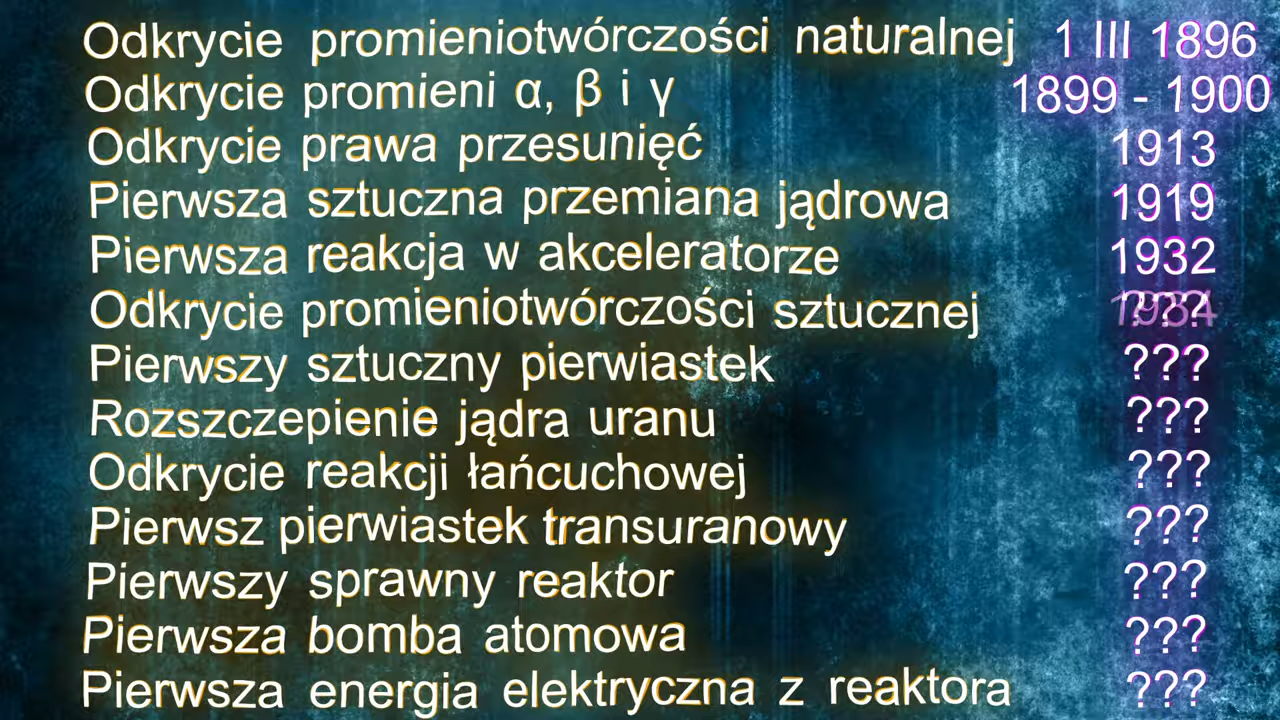 Odkrycie promieniotwórczości naturalnej 1 III 1896
Odkrycie promieni α, β i γ 1899 - 1900
Odkrycie prawa przesunięć 1913
Pierwsza sztuczna przemiana jądrowa 1919
Pierwsza reakcja w akceleratorze 1932
Odkrycie promieniotwórczości sztucznej ???
Pierwszy sztuczny pierwiastek ???
Rozszczepienie jądra uranu ???
Odkrycie reakcji łańcuchowej ???
Pierwsz pierwiastek transuranowy ???
Pierwszy sprawny reaktor ???
Pierwsza bomba atomowa ???
Pierwsza energia elektryczna z reaktora ???